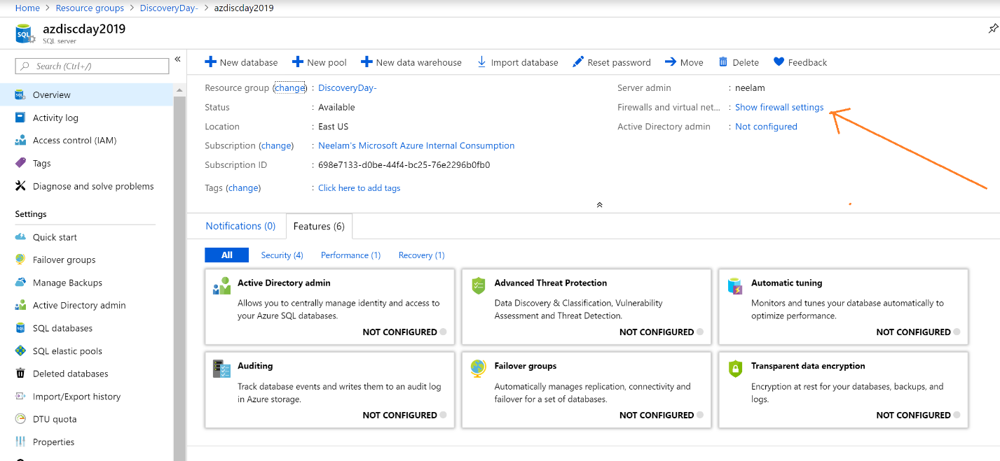 Home > Resource groups > DiscoveryDay- > azdiscday2019
azdiscday2019
SQL server
Search (Ctrl+/)
«
Overview
Activity log
Access control (IAM)
Tags
Diagnose and solve problems
Settings
Quick start
Failover groups
Manage Backups
Active Directory admin
SQL databases
SQL elastic pools
Deleted databases
Import/Export history
DTU quota
Properties
New database New pool New data warehouse Import database Reset password Move Delete Feedback
Resource group (change) : DiscoveryDay-
Status : Available
Location : East US
Subscription (change) : Neelam's Microsoft Azure Internal Consumption
Subscription ID : 698e7133-d0be-44f4-bc25-76e2296b0fb0
Tags (change) : Click here to add tags
Server admin : neelam
Firewalls and virtual net... : Show firewall settings
Active Directory admin : Not configured
Notifications (0) Features (6)
All Security (4) Performance (1) Recovery (1)
Active Directory admin
Allows you to centrally manage identity and access to
your Azure SQL databases.
NOT CONFIGURED
Advanced Threat Protection
Data Discovery & Classification, Vulnerability
Assessment and Threat Detection.
NOT CONFIGURED
Automatic tuning
Monitors and tunes your database automatically to
optimize performance.
NOT CONFIGURED
Auditing
Track database events and writes them to an audit log
in Azure storage.
NOT CONFIGURED
Failover groups
Automatically manages replication, connectivity and
failover for a set of databases.
NOT CONFIGURED
Transparent data encryption
Encryption at rest for your databases, backups, and
logs.
NOT CONFIGURED